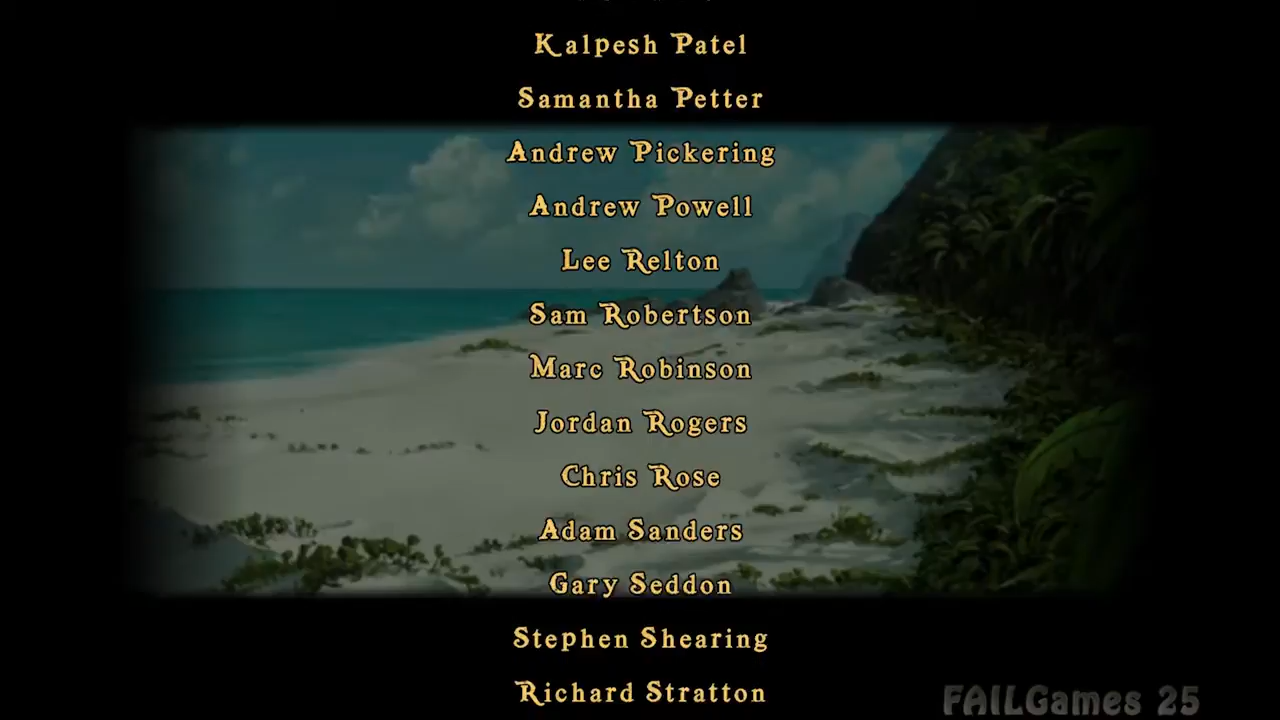 Kalpesh Patel
Samantha Petter
Andrew Pickering
Andrew Powell
Lee Relton
Sam Robertson
Marc Robinson
Jordan Rogers
Chris Rose
Adam Sanders
Gary Seddon
Stephen Shearing
Richard Stratton
FAILGames 25